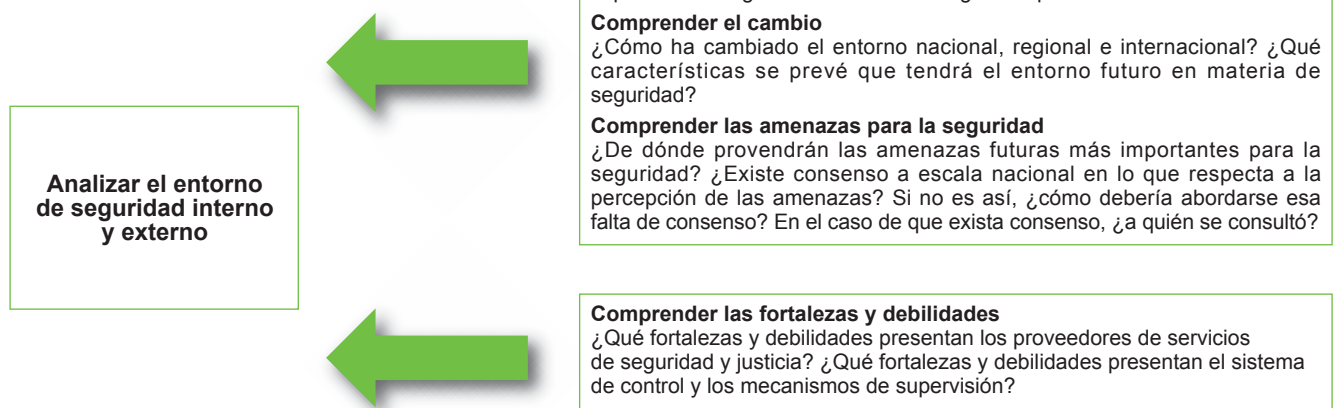 Comprender el cambio
¿Cómo ha cambiado el entorno nacional, regional e internacional? ¿Qué
características se prevé que tendrá el entorno futuro en materia de
seguridad?
Comprender las amenazas para la seguridad
¿De dónde provendrán las amenazas futuras más importantes para la
seguridad? ¿Existe consenso a escala nacional en lo que respecta a la
percepción de las amenazas? Si no es así, ¿cómo debería abordarse esa
falta de consenso? En el caso de que exista consenso, ¿a quién se consultó?
Analizar el entorno
de seguridad interno
y externo
Comprender las fortalezas y debilidades
¿Qué fortalezas y debilidades presentan los proveedores de servicios
de seguridad y justicia? ¿Qué fortalezas y debilidades presentan el sistema
de control y los mecanismos de supervisión?